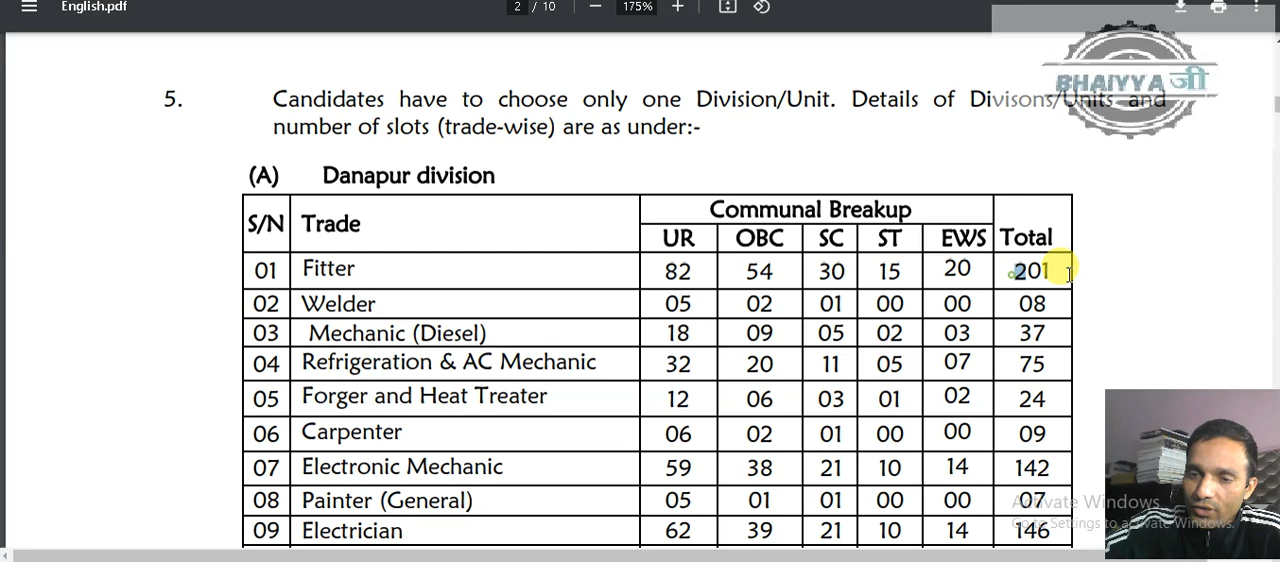 English.pdf 2 / 10 175%
BHAIYYA जी
5. Candidates have to choose only one Division/Unit. Details of Divisons/Units and
number of slots (trade-wise) are as under:-
(A) Danapur division
S/N Trade Communal Breakup Total
UR OBC SC ST EWS
01 Fitter 82 54 30 15 20 201
02 Welder 05 02 01 00 00 08
03 Mechanic (Diesel) 18 09 05 02 03 37
04 Refrigeration & AC Mechanic 32 20 11 05 07 75
05 Forger and Heat Treater 12 06 03 01 02 24
06 Carpenter 06 02 01 00 00 09
07 Electronic Mechanic 59 38 21 10 14 142
08 Painter (General) 05 01 01 00 00 07
09 Electrician 62 39 21 10 14 146
Activate Windows
Go to Settings to activate Windows.